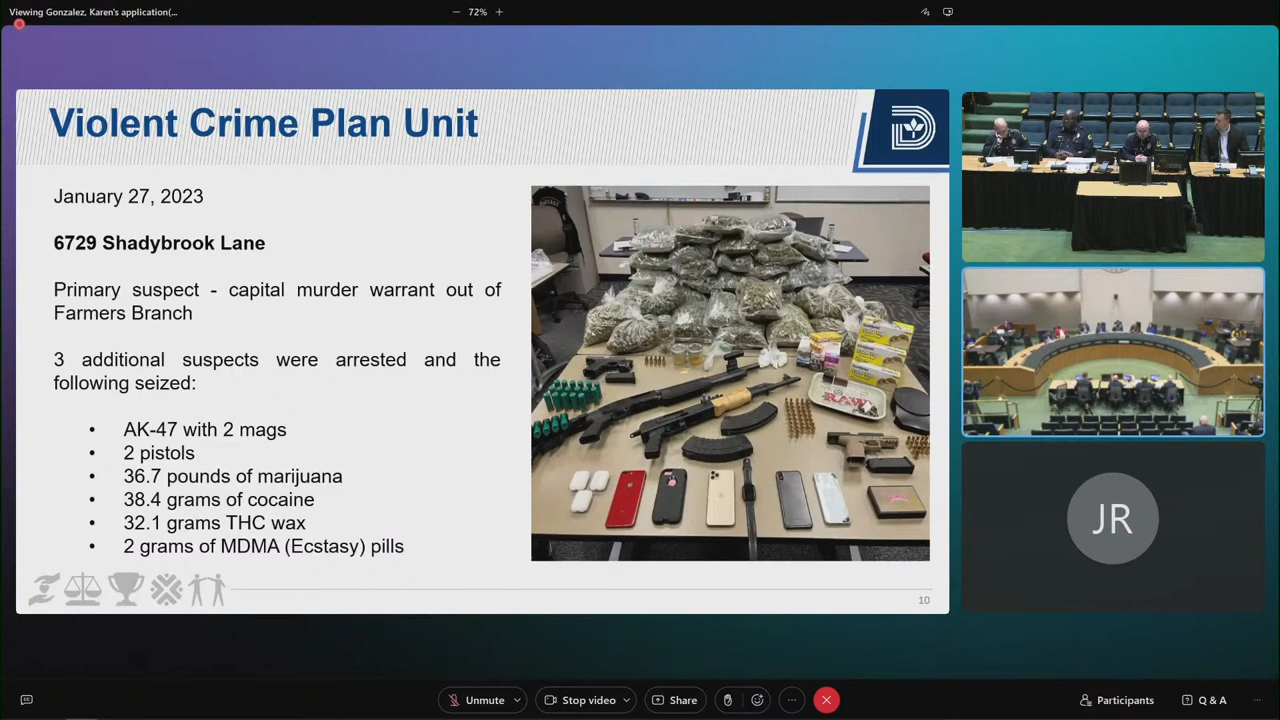 Viewing Gonzalez, Karen's application(...
72%
Violent Crime Plan Unit
January 27, 2023
6729 Shadybrook Lane
Primary suspect - capital murder warrant out of
Farmers Branch
3 additional suspects were arrested and the
following seized:
• AK-47 with 2 mags
• 2 pistols
• 36.7 pounds of marijuana
• 38.4 grams of cocaine
• 32.1 grams THC wax
• 2 grams of MDMA (Ecstasy) pills
RAW
10
JR
Unmute
Stop video
Share
Participants
Q & A